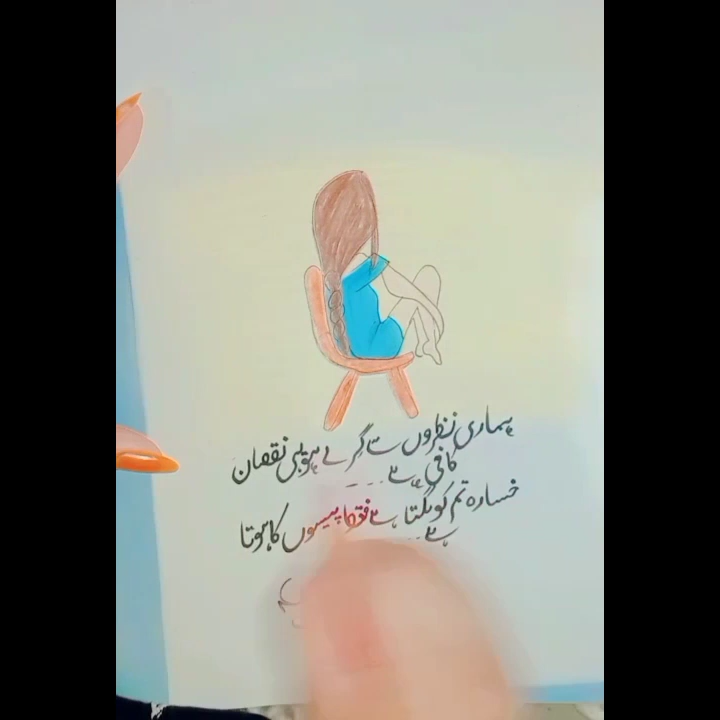 ہماری نظروں سے گرے ہو یہی نقصان
کافی ہے...
خسارہ تم کو لگتا ہے فقط پیسوں کا ہوتا
ہے...